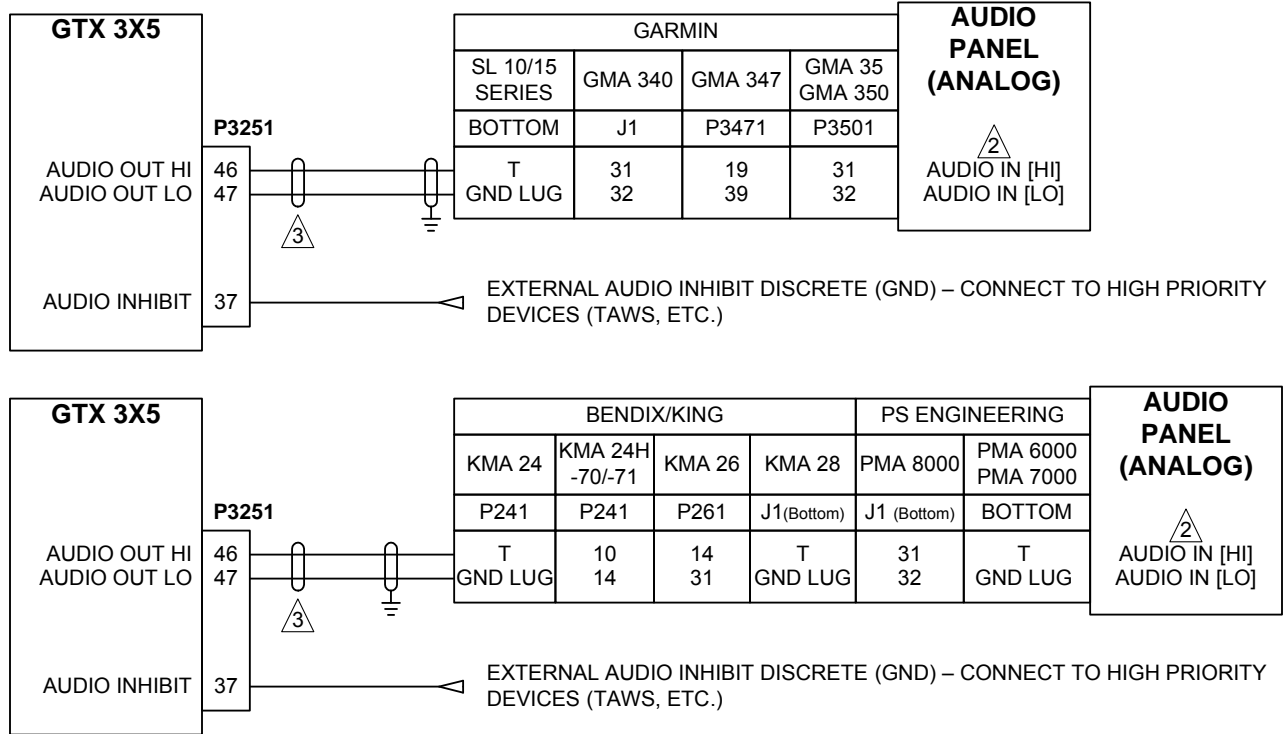 GTX 3X5
GARMIN
AUDIO
PANEL
(ANALOG)
SL 10/15
SERIES
GMA 340
GMA 347
GMA 35
GMA 350
P3251
BOTTOM
J1
P3471
P3501
2
AUDIO OUT HI
46
T
31
19
31
AUDIO IN [HI]
AUDIO OUT LO
47
GND LUG
32
39
32
AUDIO IN [LO]
3
AUDIO INHIBIT
37
EXTERNAL AUDIO INHIBIT DISCRETE (GND) – CONNECT TO HIGH PRIORITY
DEVICES (TAWS, ETC.)
GTX 3X5
BENDIX/KING
PS ENGINEERING
AUDIO
PANEL
(ANALOG)
KMA 24
KMA 24H
-70/-71
KMA 26
KMA 28
PMA 8000
PMA 6000
PMA 7000
P3251
P241
P241
P261
J1(Bottom)
J1 (Bottom)
BOTTOM
2
AUDIO OUT HI
46
T
10
14
T
31
T
AUDIO IN [HI]
AUDIO OUT LO
47
GND LUG
14
31
GND LUG
32
GND LUG
AUDIO IN [LO]
3
AUDIO INHIBIT
37
EXTERNAL AUDIO INHIBIT DISCRETE (GND) – CONNECT TO HIGH PRIORITY
DEVICES (TAWS, ETC.)